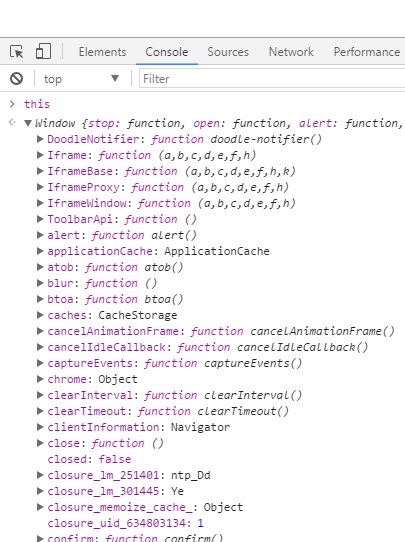 Elements Console Sources Network Performance
top Filter
this
Window {stop: function, open: function, alert: function,
DoodleNotifier: function doodle-notifier()
Iframe: function (a,b,c,d,e,f,h)
IframeBase: function (a,b,c,d,e,f,h,k)
IframeProxy: function (a,b,c,d,e,f,h)
IframeWindow: function (a,b,c,d,e,f,h)
ToolbarApi: function ()
alert: function alert()
applicationCache: ApplicationCache
atob: function atob()
blur: function ()
btoa: function btoa()
caches: CacheStorage
cancelAnimationFrame: function cancelAnimationFrame()
cancelIdleCallback: function cancelIdleCallback()
captureEvents: function captureEvents()
chrome: Object
clearInterval: function clearInterval()
clearTimeout: function clearTimeout()
clientInformation: Navigator
close: function ()
closed: false
closure_lm_251401: ntp_Dd
closure_lm_301445: Ye
closure_memoize_cache_: Object
closure_uid_634803134: 1
confirm: function confirm()